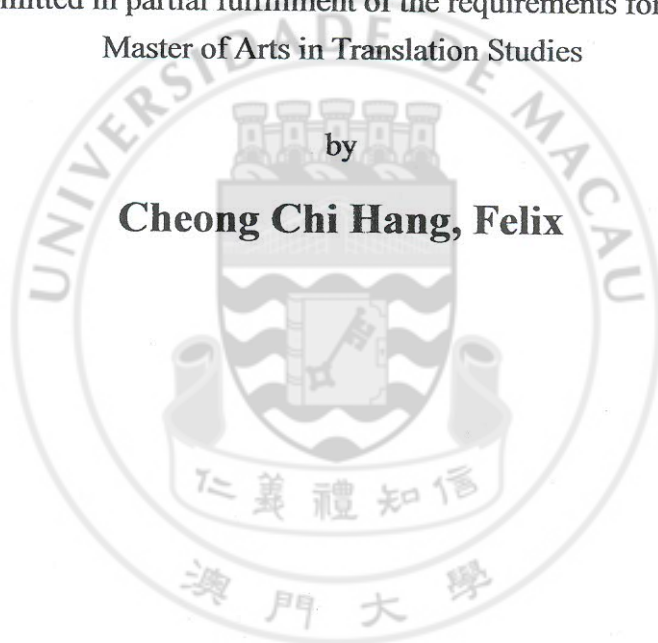 mitted in partial fulfillment of the requirements for
Master of Arts in Translation Studies
by
Cheong Chi Hang, Felix
UNIVERSIDADE DE MACAU
仁義禮知信
澳門大學